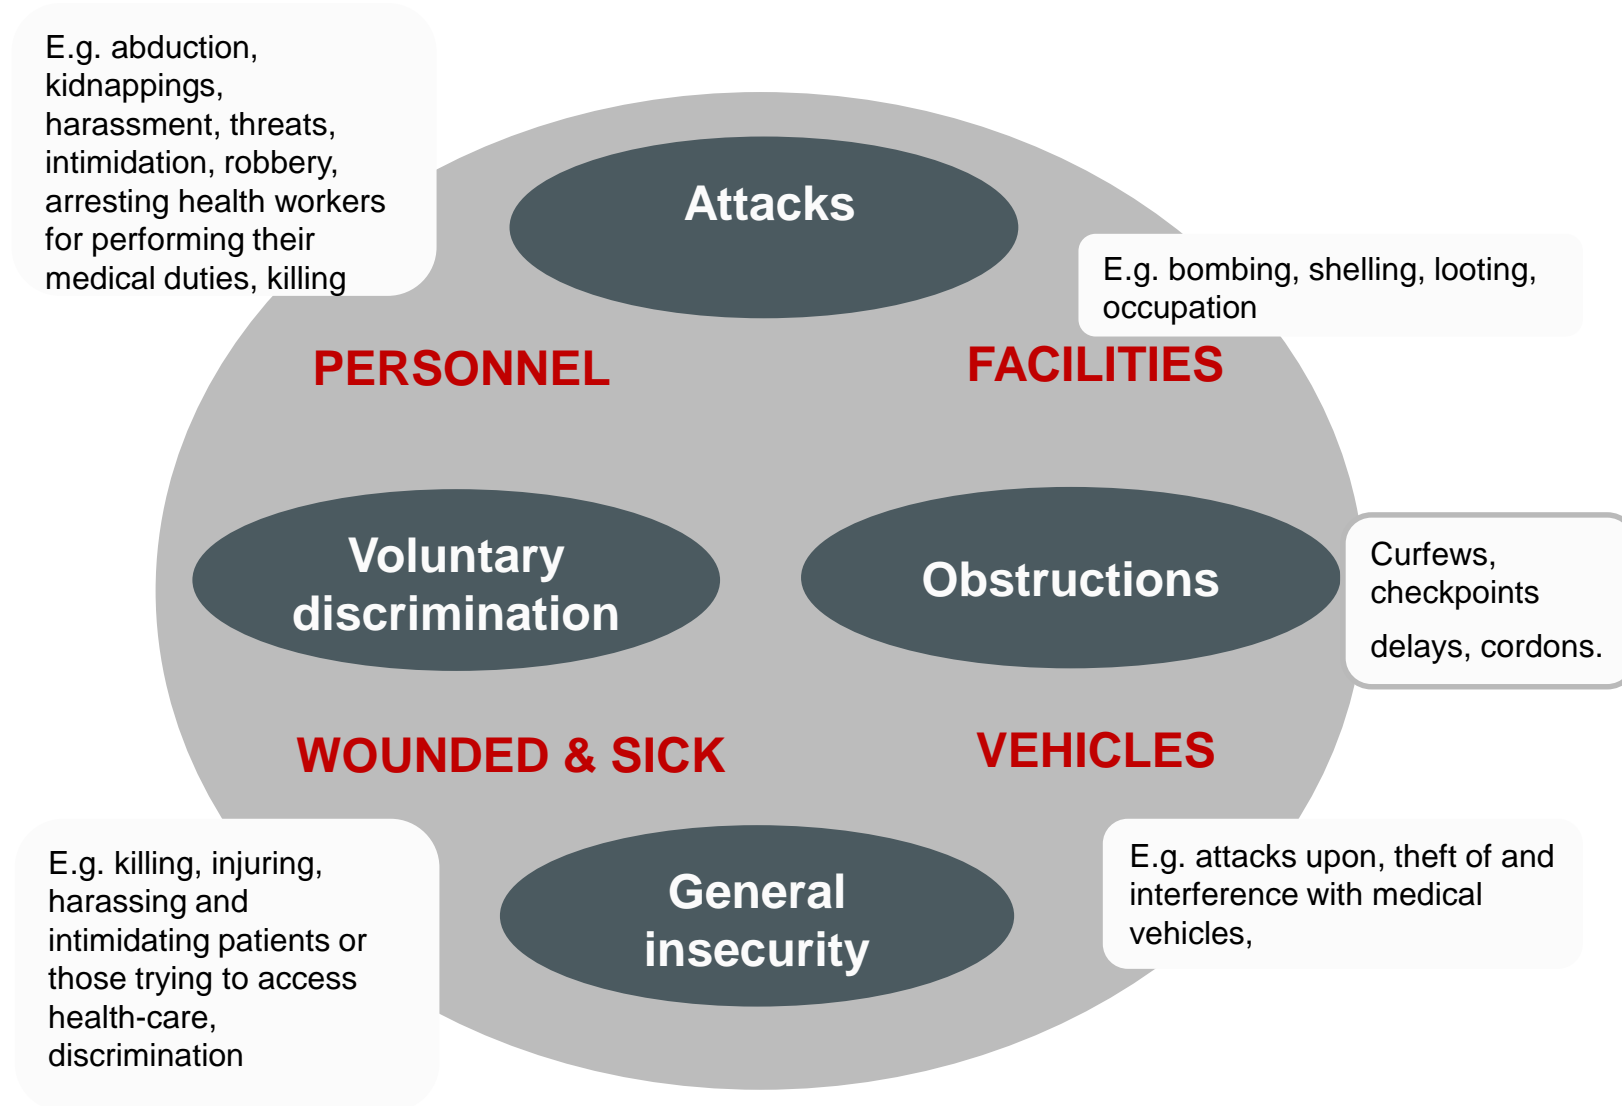 E.g. abduction,
kidnappings,
harassment, threats,
intimidation, robbery,
arresting health workers
for performing their
medical duties, killing
Attacks
E.g. bombing, shelling, looting,
occupation
PERSONNEL
FACILITIES
Voluntary
discrimination
Obstructions
Curfews,
checkpoints
delays, cordons.
WOUNDED & SICK
VEHICLES
E.g. killing, injuring,
harassing and
intimidating patients or
those trying to access
health-care,
discrimination
General
insecurity
E.g. attacks upon, theft of and
interference with medical
vehicles,